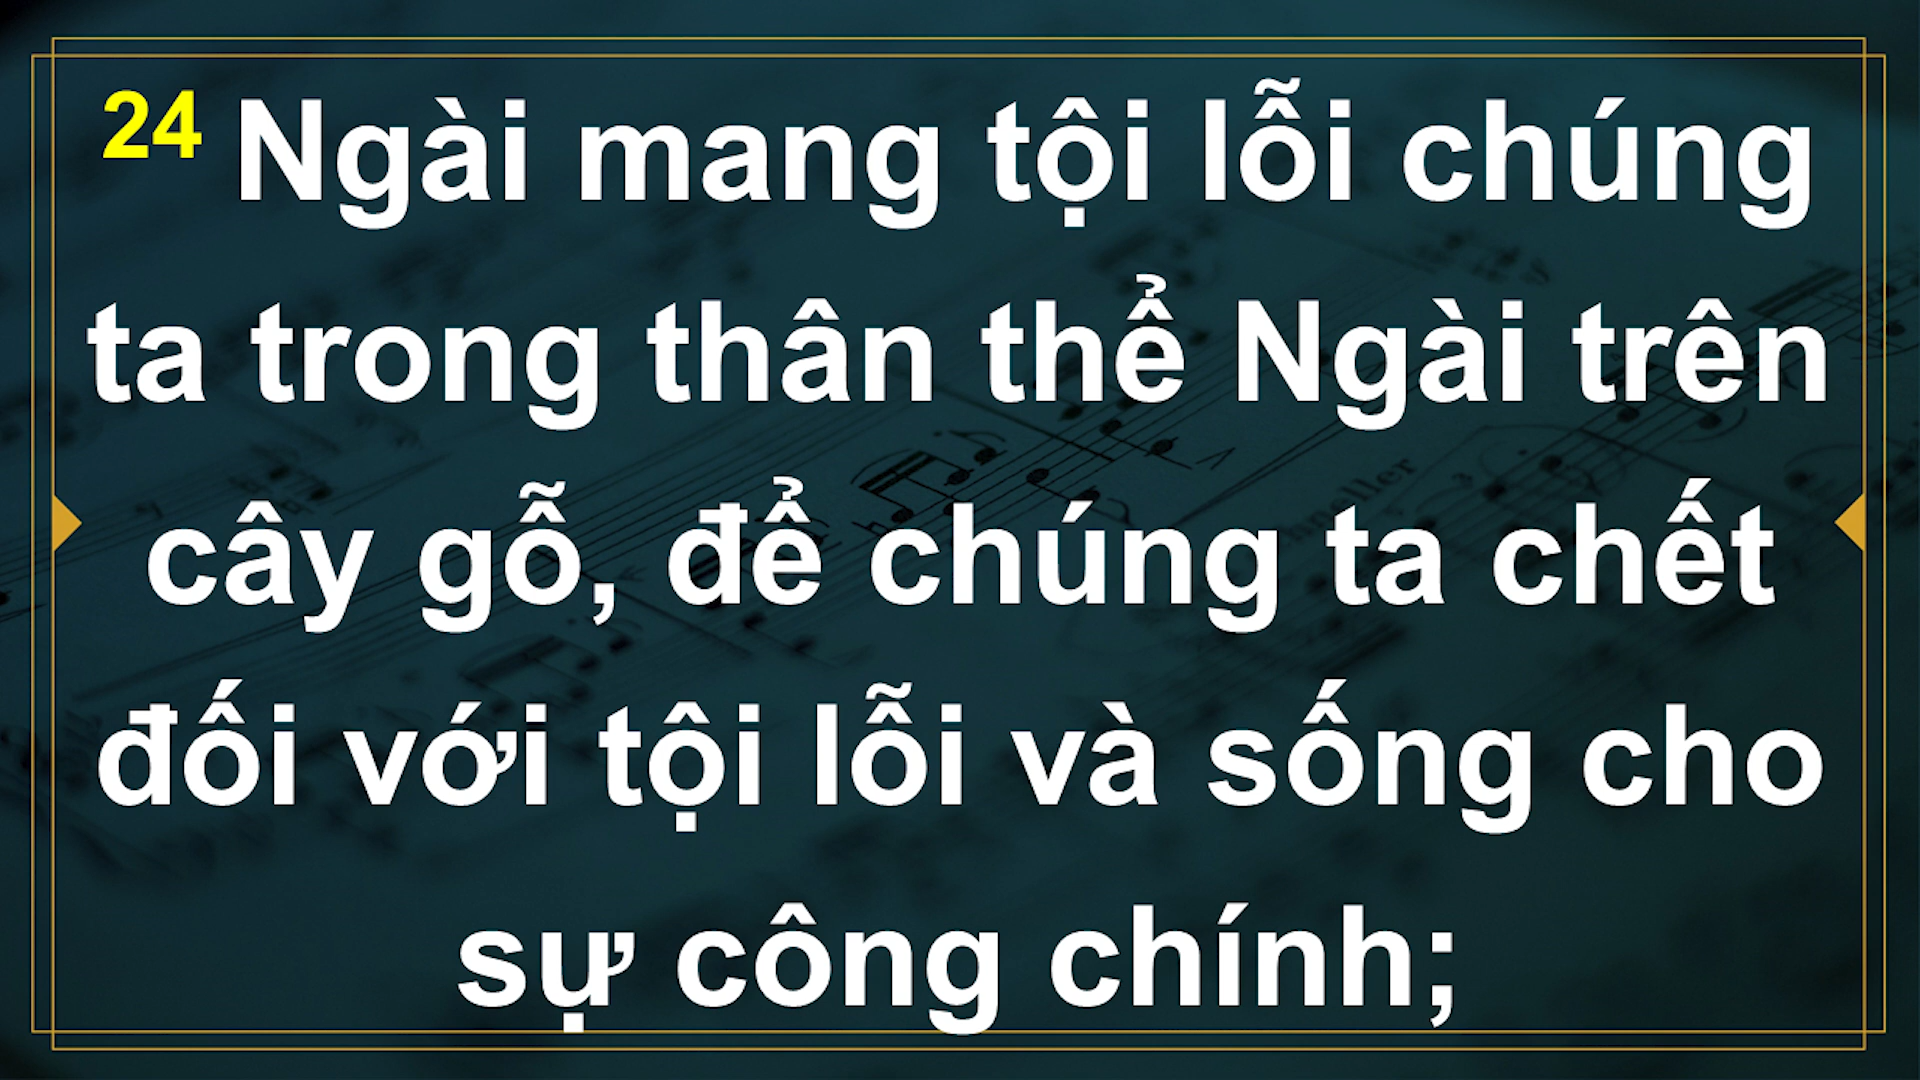 24 Ngài mang tội lỗi chúng
ta trong thân thể Ngài trên
cây gỗ, để chúng ta chết
đối với tội lỗi và sống cho
sự công chính;